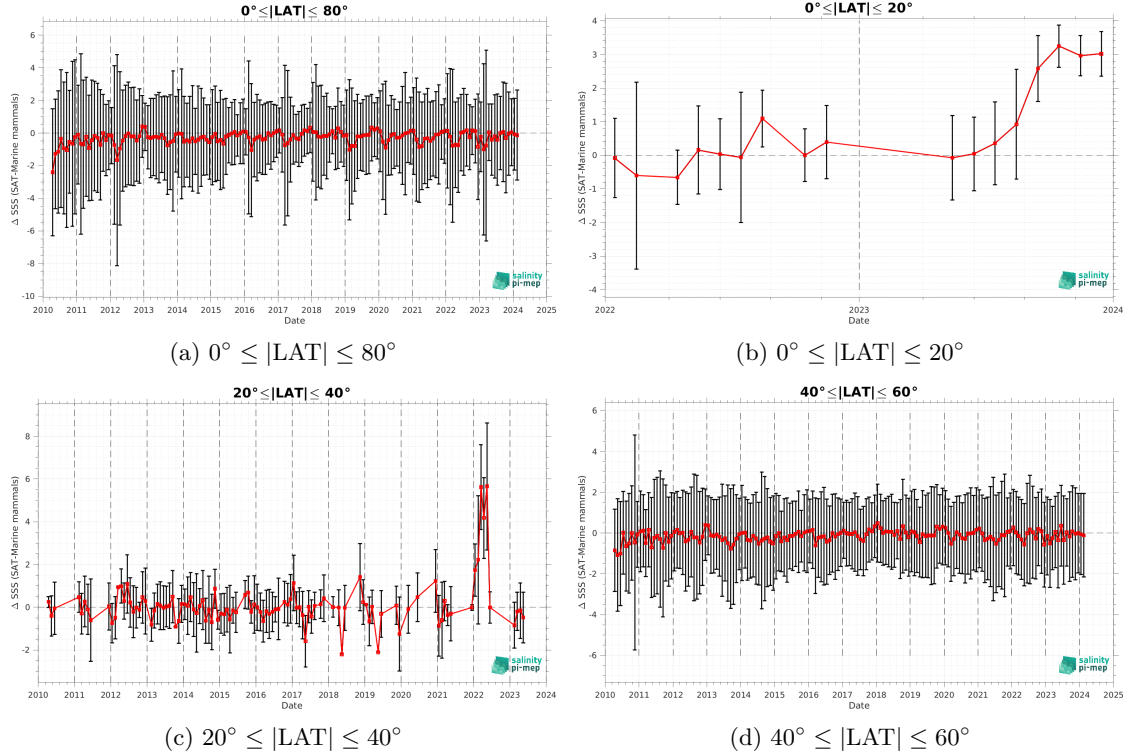 0°≤|LAT|≤ 80°
Δ SSS (SAT-Marine mammals)
6
4
2
0
-2
-4
-6
-8
-10
2010 2011 2012 2013 2014 2015 2016 2017 2018 2019 2020 2021 2022 2023 2024 2025
Date
salinity
pi-mep
(a) 0° ≤ |LAT| ≤ 80°
0°≤|LAT|≤ 20°
Δ SSS (SAT-Marine mammals)
4
3
2
1
0
-1
-2
-3
-4
2022 2023 2024
Date
salinity
pi-mep
(b) 0° ≤ |LAT| ≤ 20°
20°≤|LAT|≤ 40°
Δ SSS (SAT-Marine mammals)
8
6
4
2
0
-2
2010 2011 2012 2013 2014 2015 2016 2017 2018 2019 2020 2021 2022 2023 2024
Date
salinity
pi-mep
(c) 20° ≤ |LAT| ≤ 40°
40°≤|LAT|≤ 60°
Δ SSS (SAT-Marine mammals)
6
4
2
0
-2
-4
-6
2010 2011 2012 2013 2014 2015 2016 2017 2018 2019 2020 2021 2022 2023 2024 2025
Date
salinity
pi-mep
(d) 40° ≤ |LAT| ≤ 60°